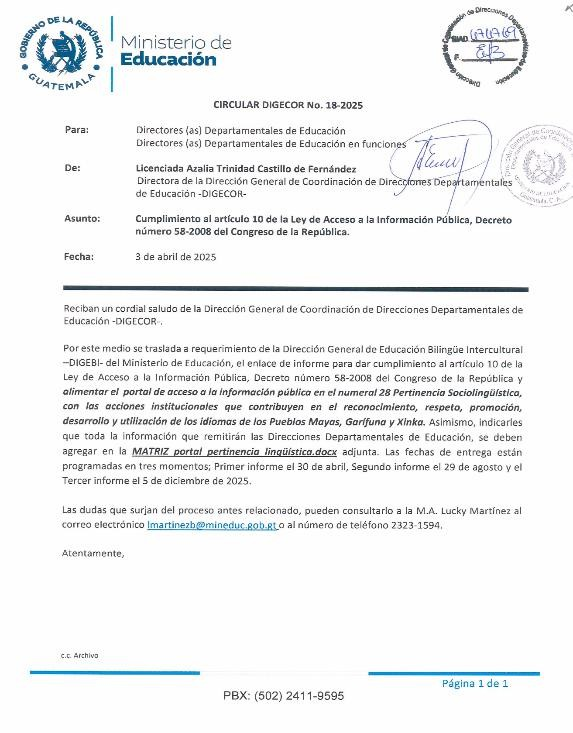 GOBIERNO DE LA REPÚBLICA
GUATEMALA
Ministerio de
Educación
CIRCULAR DIGECOR No. 18-2025
Para: Directores (as) Departamentales de Educación
Directores (as) Departamentales de Educación en funciones
De: Licenciada Azalia Trinidad Castillo de Fernández
Directora de la Dirección General de Coordinación de Direcciones Departamentales
de Educación -DIGECOR-
Asunto: Cumplimiento al artículo 10 de la Ley de Acceso a la Información Pública, Decreto
número 58-2008 del Congreso de la República.
Fecha: 3 de abril de 2025
Reciban un cordial saludo de la Dirección General de Coordinación de Direcciones Departamentales de
Educación -DIGECOR-.
Por este medio se traslada a requerimiento de la Dirección General de Educación Bilingüe Intercultural
–DIGEBI- del Ministerio de Educación, el enlace de informe para dar cumplimiento al artículo 10 de la
Ley de Acceso a la Información Pública, Decreto número 58-2008 del Congreso de la República y
alimentar el portal de acceso a la información pública en el numeral 28 Pertinencia Sociolingüística,
con las acciones institucionales que contribuyen en el reconocimiento, respeto, promoción,
desarrollo y utilización de los idiomas de los Pueblos Mayas, Garífuna y Xinka. Asimismo, indicarles
que toda la información que remitirán las Direcciones Departamentales de Educación, se deben
agregar en la MATRIZ portal pertinencia lingüística.docx adjunta. Las fechas de entrega están
programadas en tres momentos; Primer informe el 30 de abril, Segundo informe el 29 de agosto y el
Tercer informe el 5 de diciembre de 2025.
Las dudas que surjan del proceso antes relacionado, pueden consultarlo a la M.A. Lucky Martínez al
correo electrónico lmartinezb@mineduc.gob.gt o al número de teléfono 2323-1594.
Atentamente,
c.c. Archivo
Página 1 de 1
PBX: (502) 2411-9595